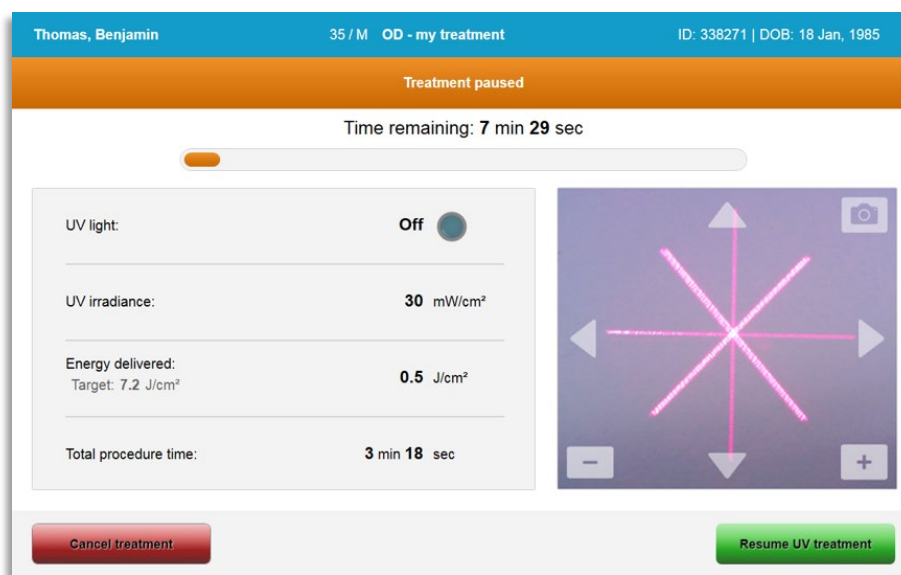 Thomas, Benjamin 35 / M OD - my treatment ID: 338271 | DOB: 18 Jan, 1985
Treatment paused
Time remaining: 7 min 29 sec
UV light: Off
UV irradiance: 30 mW/cm²
Energy delivered:
Target: 7.2 J/cm²
0.5 J/cm²
Total procedure time: 3 min 18 sec
Cancel treatment Resume UV treatment